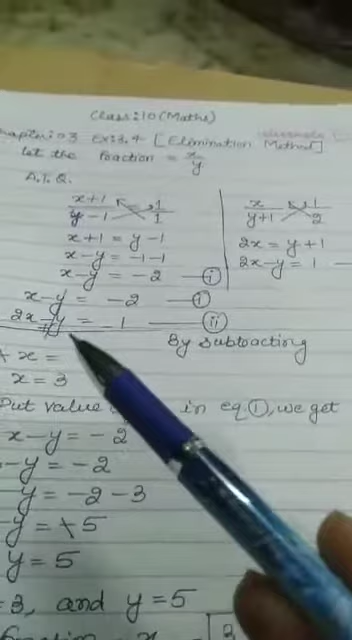 Class:10 (Maths)
Chapter:03 Ex:3.4 [Elimination Method]
Let the fraction = x/y
A.T.Q.
x+1/y-1 = 1/1
x+1 = y-1
x-y = -1-1
x-y = -2 — (i)
x/y+1 = 1/2
2x = y+1
2x-y = 1 —
x-y = -2 — (i)
2x-y = 1 — (ii)
By subtracting
x =
x = 3
Put value in eq (1), we get
x-y = -2
-y = -2
-y = -2-3
-y = +5
y = 5
=3, and y=5